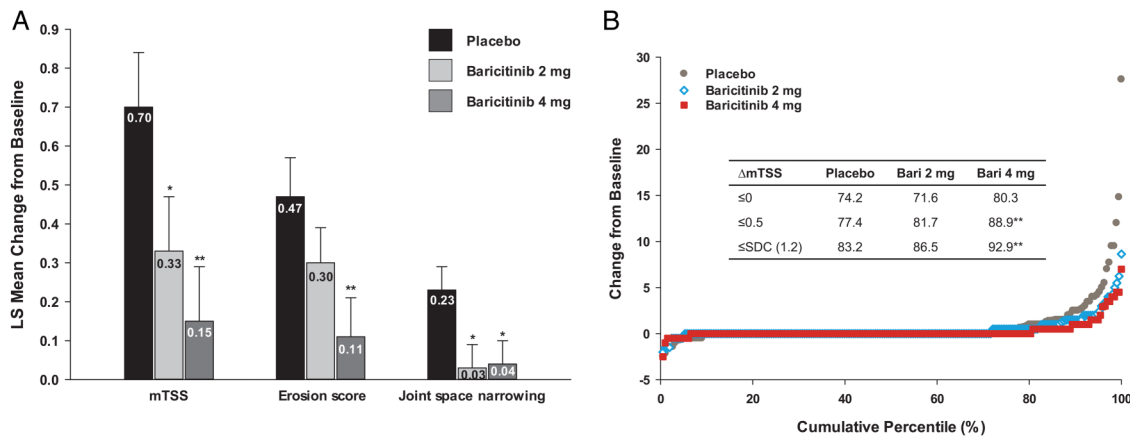 A
LS Mean Change from Baseline
0.9
0.8
0.7
0.6
0.5
0.4
0.3
0.2
0.1
0.0
Placebo
Baricitinib 2 mg
Baricitinib 4 mg
0.70
*
0.33
**
0.15
0.47
0.30
**
0.11
0.23
*
0.03
*
0.04
mTSS Erosion score Joint space narrowing
B
Change from Baseline
30
25
20
15
10
5
0
-5
Placebo
Baricitinib 2 mg
Baricitinib 4 mg
ΔmTSS Placebo Bari 2 mg Bari 4 mg
≤0 74.2 71.6 80.3
≤0.5 77.4 81.7 88.9**
≤SDC (1.2) 83.2 86.5 92.9**
0 20 40 60 80 100
Cumulative Percentile (%)